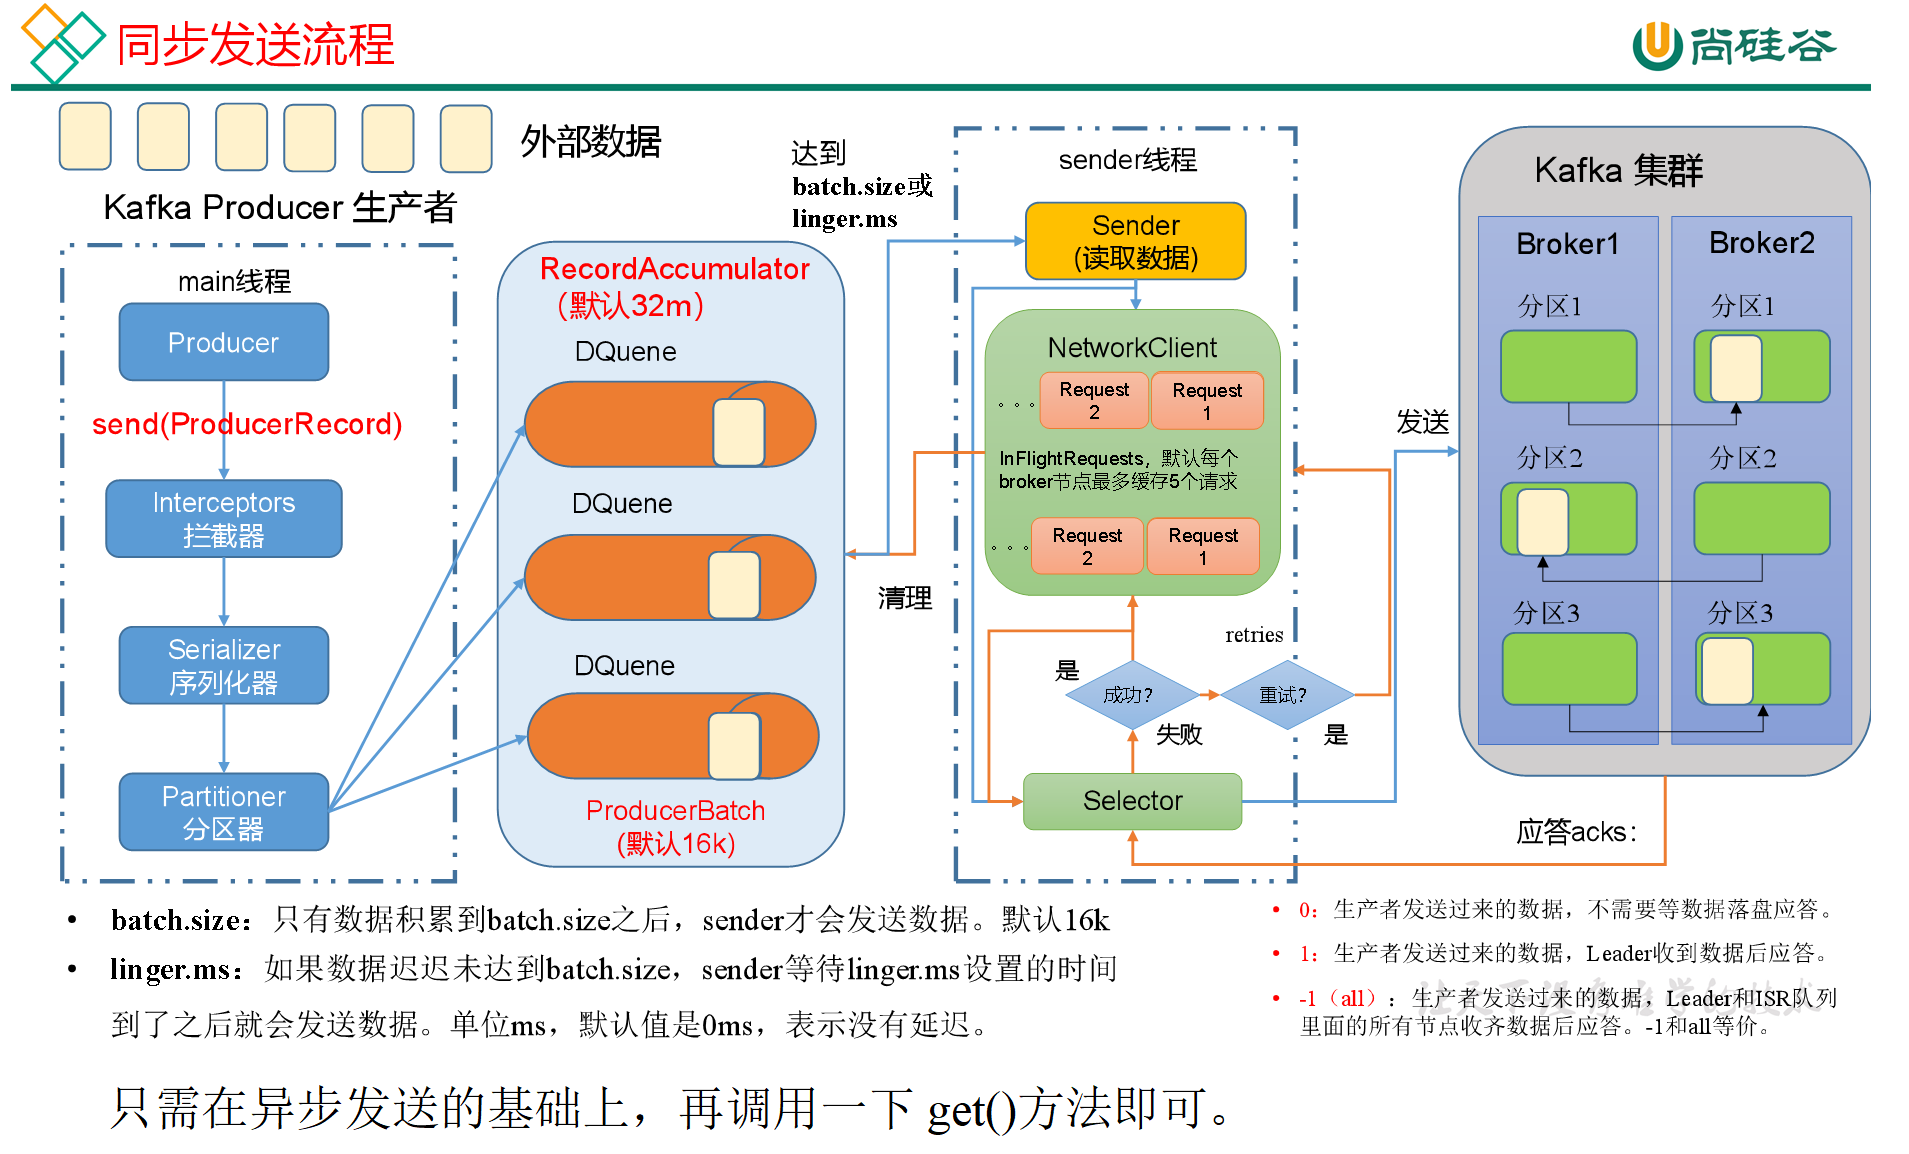 同步发送流程
尚硅谷
外部数据
Kafka Producer 生产者
main线程
Producer
send(ProducerRecord)
Interceptors
拦截器
Serializer
序列化器
Partitioner
分区器
RecordAccumulator
（默认32m）
DQuene
DQuene
DQuene
ProducerBatch
(默认16k)
达到
batch.size或
linger.ms
清理
sender线程
Sender
(读取数据)
NetworkClient
。。。
Request
2
Request
1
InFlightRequests，默认每个
broker节点最多缓存5个请求
。。。
Request
2
Request
1
retries
是
成功？
重试？
失败
是
Selector
发送
Kafka 集群
Broker1
分区1
分区2
分区3
Broker2
分区1
分区2
分区3
应答acks：
• batch.size：只有数据积累到batch.size之后，sender才会发送数据。默认16k
• linger.ms：如果数据迟迟未达到batch.size，sender等待linger.ms设置的时间
到了之后就会发送数据。单位ms，默认值是0ms，表示没有延迟。
• 0：生产者发送过来的数据，不需要等数据落盘应答。
• 1：生产者发送过来的数据，Leader收到数据后应答。
• -1（all）：生产者发送过来的数据，Leader和ISR队列
里面的所有节点收齐数据后应答。-1和all等价。
让天下没有难学的技术
只需在异步发送的基础上，再调用一下 get()方法即可。